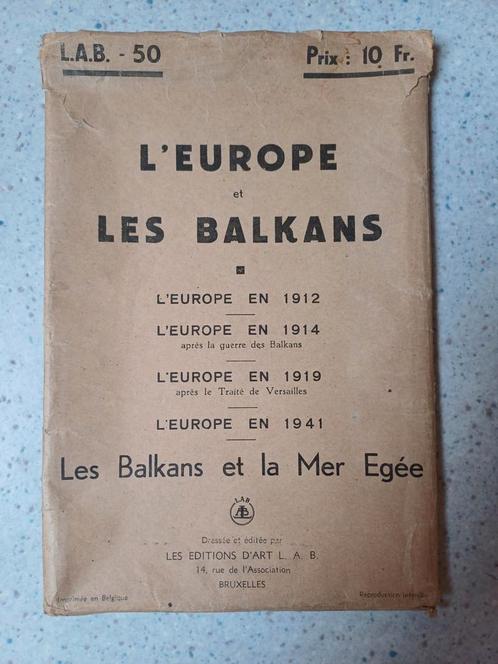 L.A.B. - 50 Prix : 10 Fr.
L'EUROPE
et
LES BALKANS
L'EUROPE EN 1912
L'EUROPE EN 1914
après la guerre des Balkans
L'EUROPE EN 1919
après le Traité de Versailles
L'EUROPE EN 1941
Les Balkans et la Mer Egée
L.A.B.
Dressée et éditée par
LES EDITIONS D'ART L. A. B.
14, rue de l'Association
BRUXELLES
Imprimée en Belgique Reproduction interdite